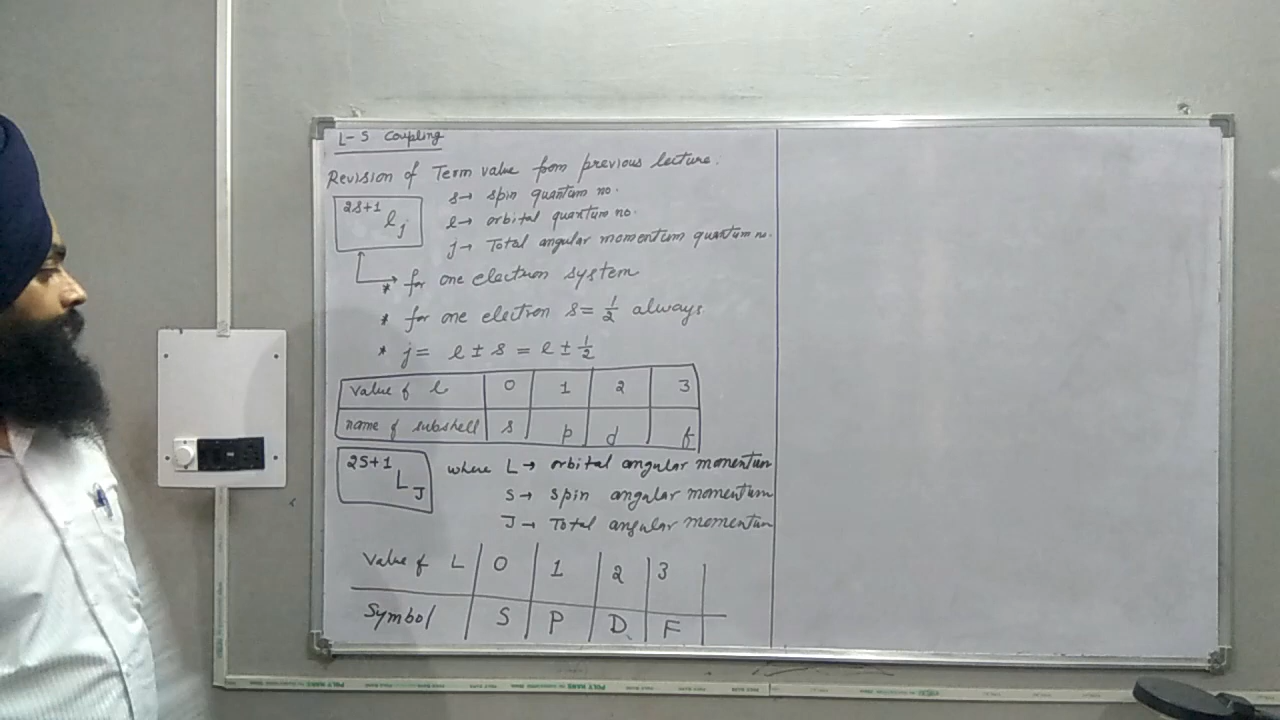 L-S Coupling
Revision of Term value from previous lecture.
2s+1 l j
s→ spin quantum no.
l→ orbital quantum no.
j→ Total angular momentum quantum no.
* for one electron system
* for one electron s= 1/2 always
* j= l ± s = l ± 1/2
value of l 0 1 2 3
name of subshell s p d f
2S+1 L J where L→ orbital angular momentum
S→ spin angular momentum
J→ Total angular momentum
Value of L 0 1 2 3
Symbol S P D F